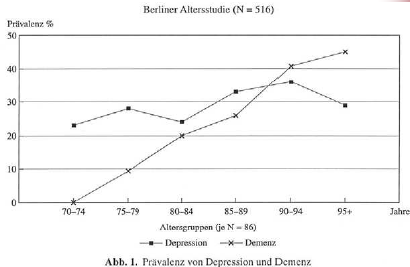 Berliner Altersstudie (N = 516)
Prävalenz %
50
40
30
20
10
0
70–74 75–79 80–84 85–89 90–94 95+ Jahre
Altersgruppen (je N = 86)
Depression Demenz
Abb. 1. Prävalenz von Depression und Demenz